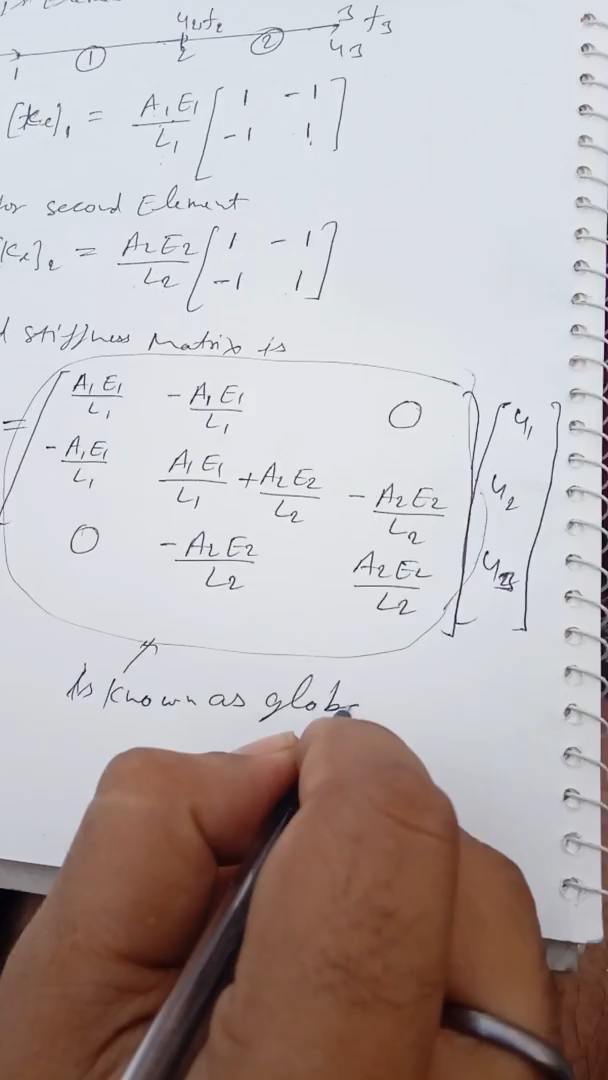 u₂, f₂ 3 f₃
1 ① 2 ② u₃
[Ke]₁ = A₁E₁/L₁ [1 -1; -1 1]
for second Element
[Ke]₂ = A₂E₂/L₂ [1 -1; -1 1]
stiffness Matrix is
= [A₁E₁/L₁ -A₁E₁/L₁ 0 ] [u₁
-A₁E₁/L₁ A₁E₁/L₁ + A₂E₂/L₂ -A₂E₂/L₂ u₂
0 -A₂E₂/L₂ A₂E₂/L₂ ] u₃]
is known as glob